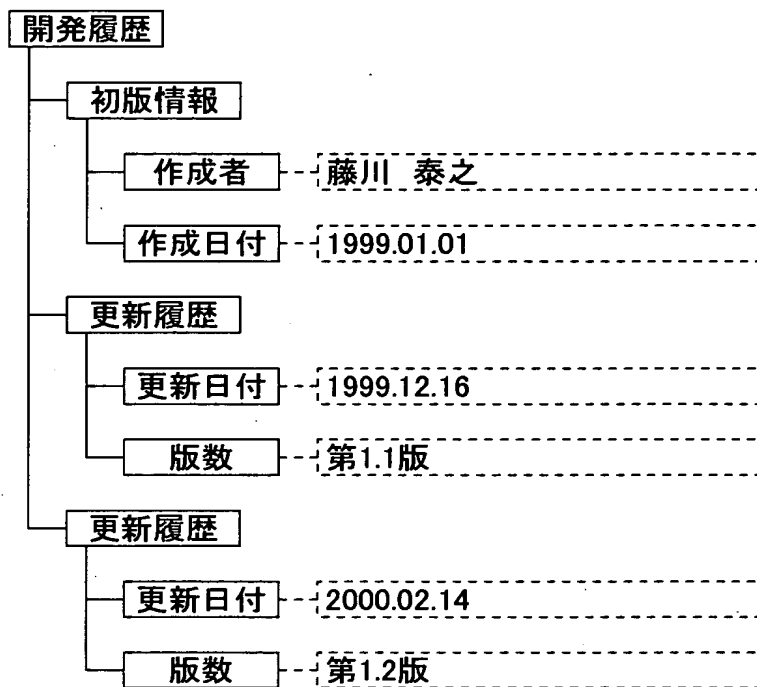 開発履歴
初版情報
作成者 藤川 泰之
作成日付 1999.01.01
更新履歴
更新日付 1999.12.16
版数 第1.1版
更新履歴
更新日付 2000.02.14
版数 第1.2版